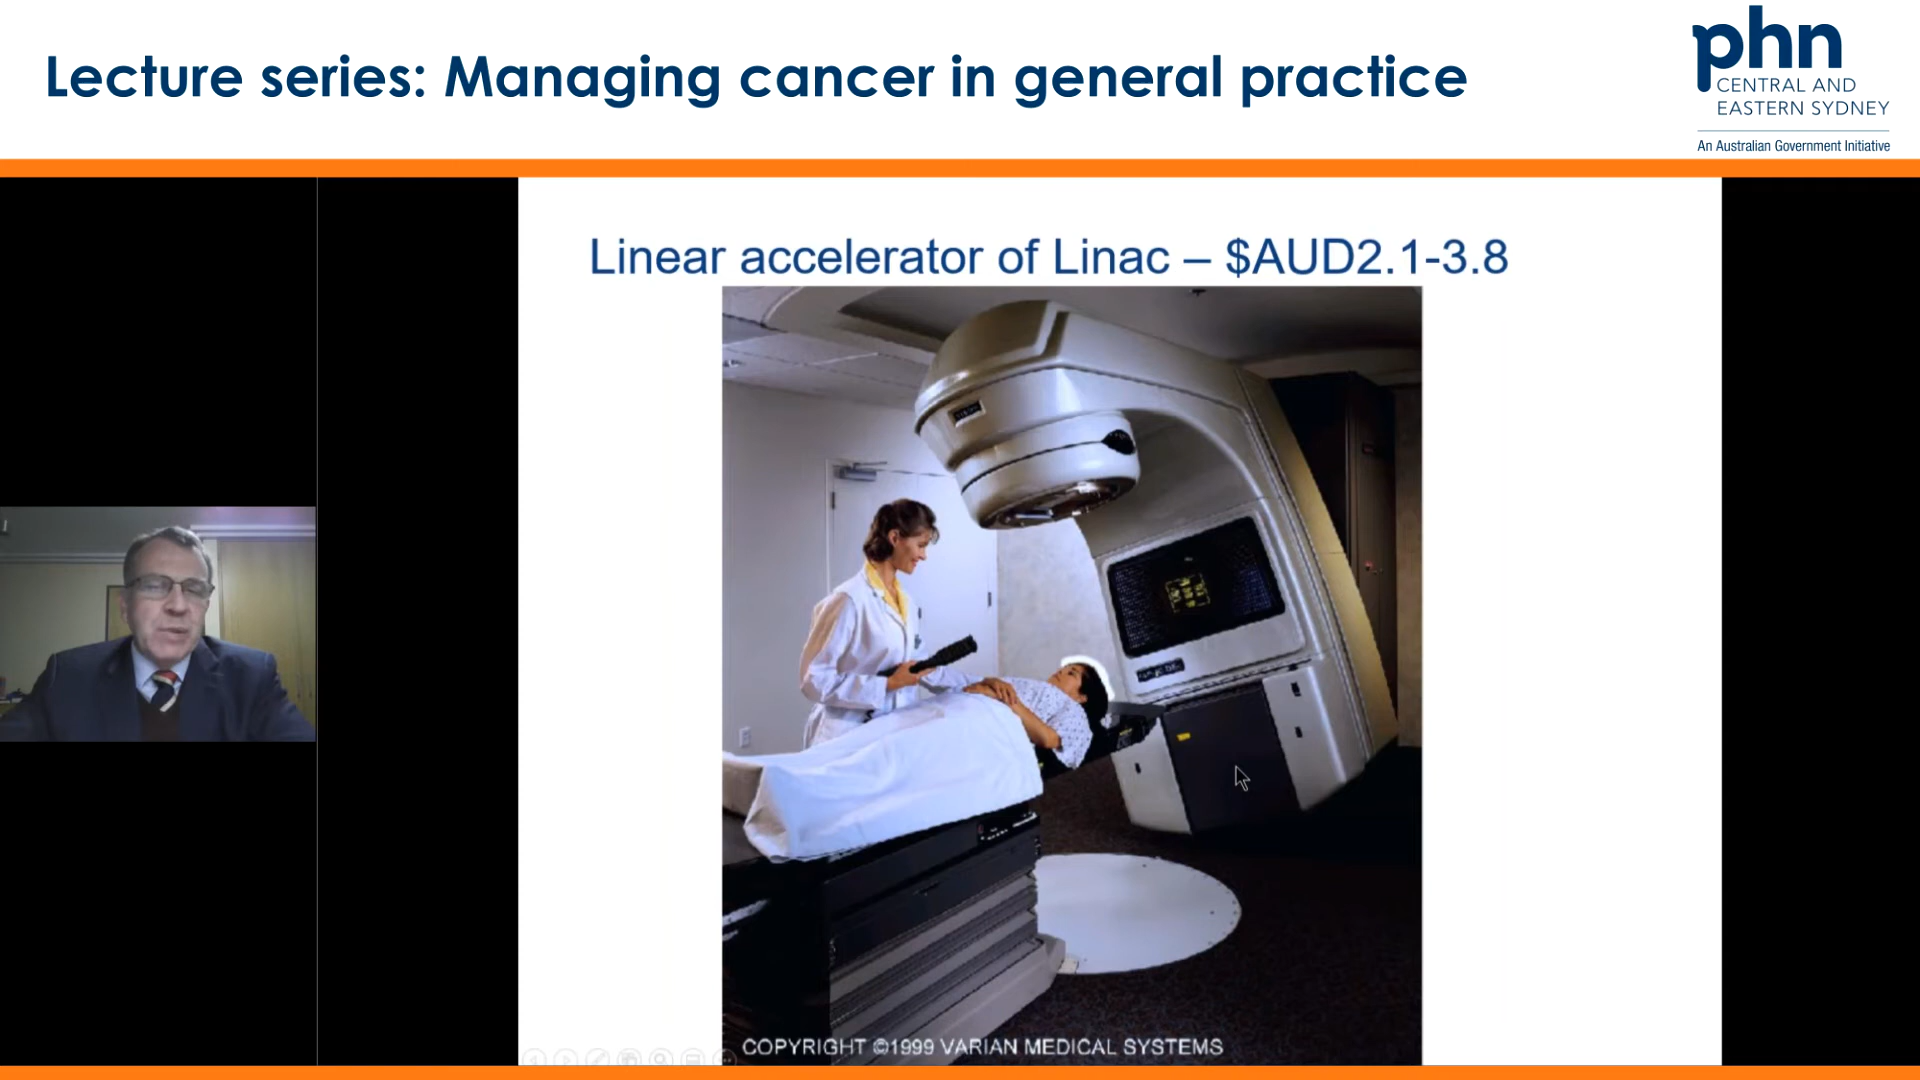 Lecture series: Managing cancer in general practice
phn
CENTRAL AND
EASTERN SYDNEY
An Australian Government Initiative
Linear accelerator of Linac – $AUD2.1-3.8
COPYRIGHT ©1999 VARIAN MEDICAL SYSTEMS